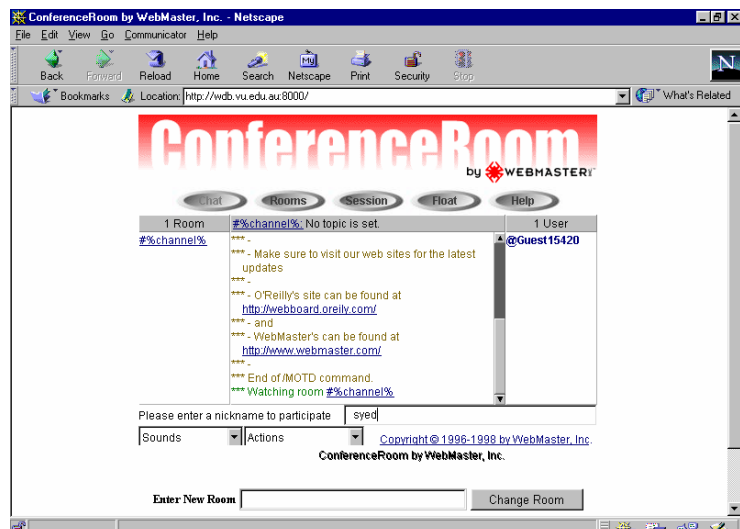 ConferenceRoom by WebMaster, Inc. - Netscape
File Edit View Go Communicator Help
Back Forward Reload Home Search Netscape Print Security Stop
My
N
Bookmarks Location: http://wdb.vu.edu.au:8000/ What's Related
ConferenceRoom
by WEBMASTER
Chat Rooms Session Float Help
1 Room #%channel%: No topic is set. 1 User
#%channel% *** - @Guest15420
*** - Make sure to visit our web sites for the latest
updates
*** -
*** - O'Reilly's site can be found at
http://webboard.oreily.com/
*** - and
*** - WebMaster's can be found at
http://www.webmaster.com/
*** -
*** End of /MOTD command.
*** Watching room #%channel%
Please enter a nickname to participate syed
Sounds Actions Copyright © 1996-1998 by WebMaster, Inc.
ConferenceRoom by WebMaster, Inc.
Enter New Room Change Room